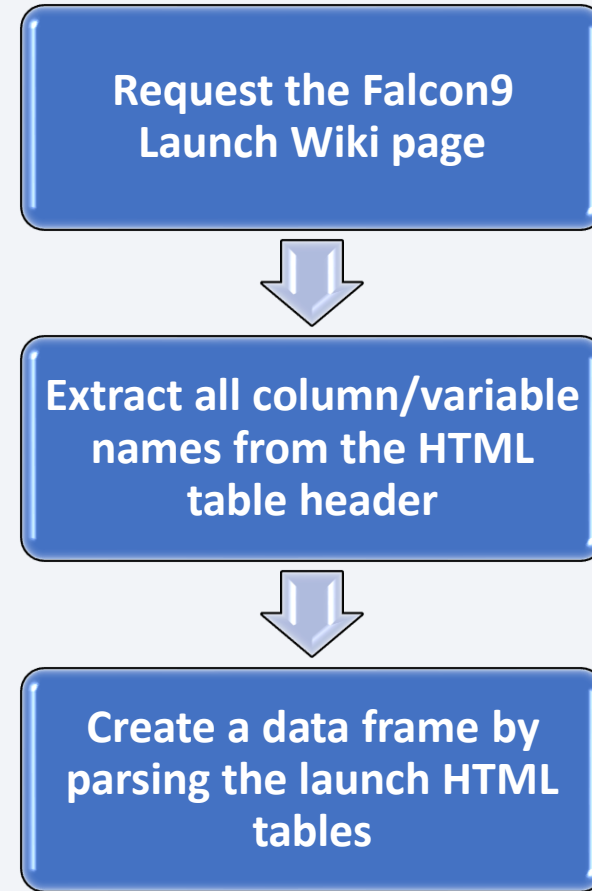 Request the Falcon9
Launch Wiki page
Extract all column/variable
names from the HTML
table header
Create a data frame by
parsing the launch HTML
tables